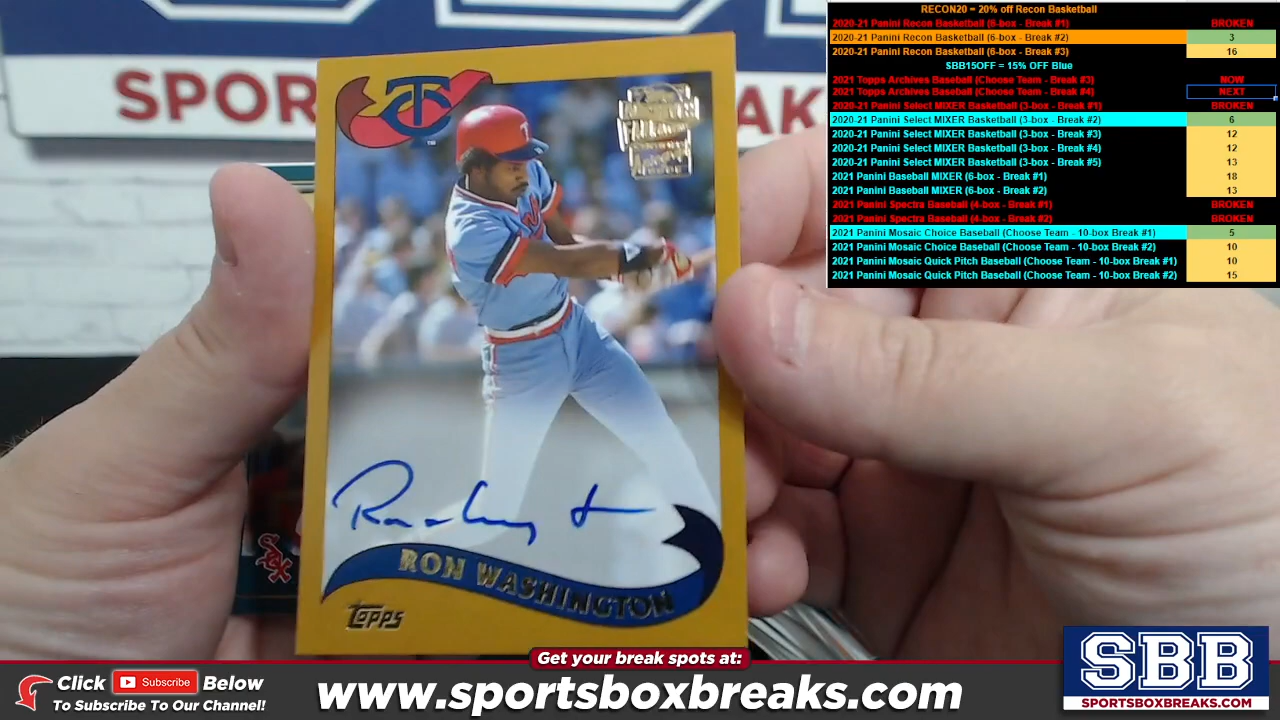 RECON20 = 20% off Recon Basketball
2020-21 Panini Recon Basketball (6-box - Break #1) BROKEN
2020-21 Panini Recon Basketball (6-box - Break #2) 3
2020-21 Panini Recon Basketball (6-box - Break #3) 16
SBB15OFF = 15% OFF Blue
2021 Topps Archives Baseball (Choose Team - Break #3) NOW
2021 Topps Archives Baseball (Choose Team - Break #4) NEXT
2020-21 Panini Select MIXER Basketball (3-box - Break #1) BROKEN
2020-21 Panini Select MIXER Basketball (3-box - Break #2) 6
2020-21 Panini Select MIXER Basketball (3-box - Break #3) 12
2020-21 Panini Select MIXER Basketball (3-box - Break #4) 12
2020-21 Panini Select MIXER Basketball (3-box - Break #5) 13
2021 Panini Baseball MIXER (6-box - Break #1) 18
2021 Panini Baseball MIXER (6-box - Break #2) 13
2021 Panini Spectra Baseball (4-box - Break #1) BROKEN
2021 Panini Spectra Baseball (4-box - Break #2) BROKEN
2021 Panini Mosaic Choice Baseball (Choose Team - 10-box Break #1) 5
2021 Panini Mosaic Choice Baseball (Choose Team - 10-box Break #2) 10
2021 Panini Mosaic Quick Pitch Baseball (Choose Team - 10-box Break #1) 10
2021 Panini Mosaic Quick Pitch Baseball (Choose Team - 10-box Break #2) 15
SPOR
AK
TC
TM
RON WASHINGTON
Topps
SOX
Get your break spots at:
Click Subscribe Below
To Subscribe To Our Channel!
www.sportsboxbreaks.com
SBB
SPORTSBOXBREAKS.COM